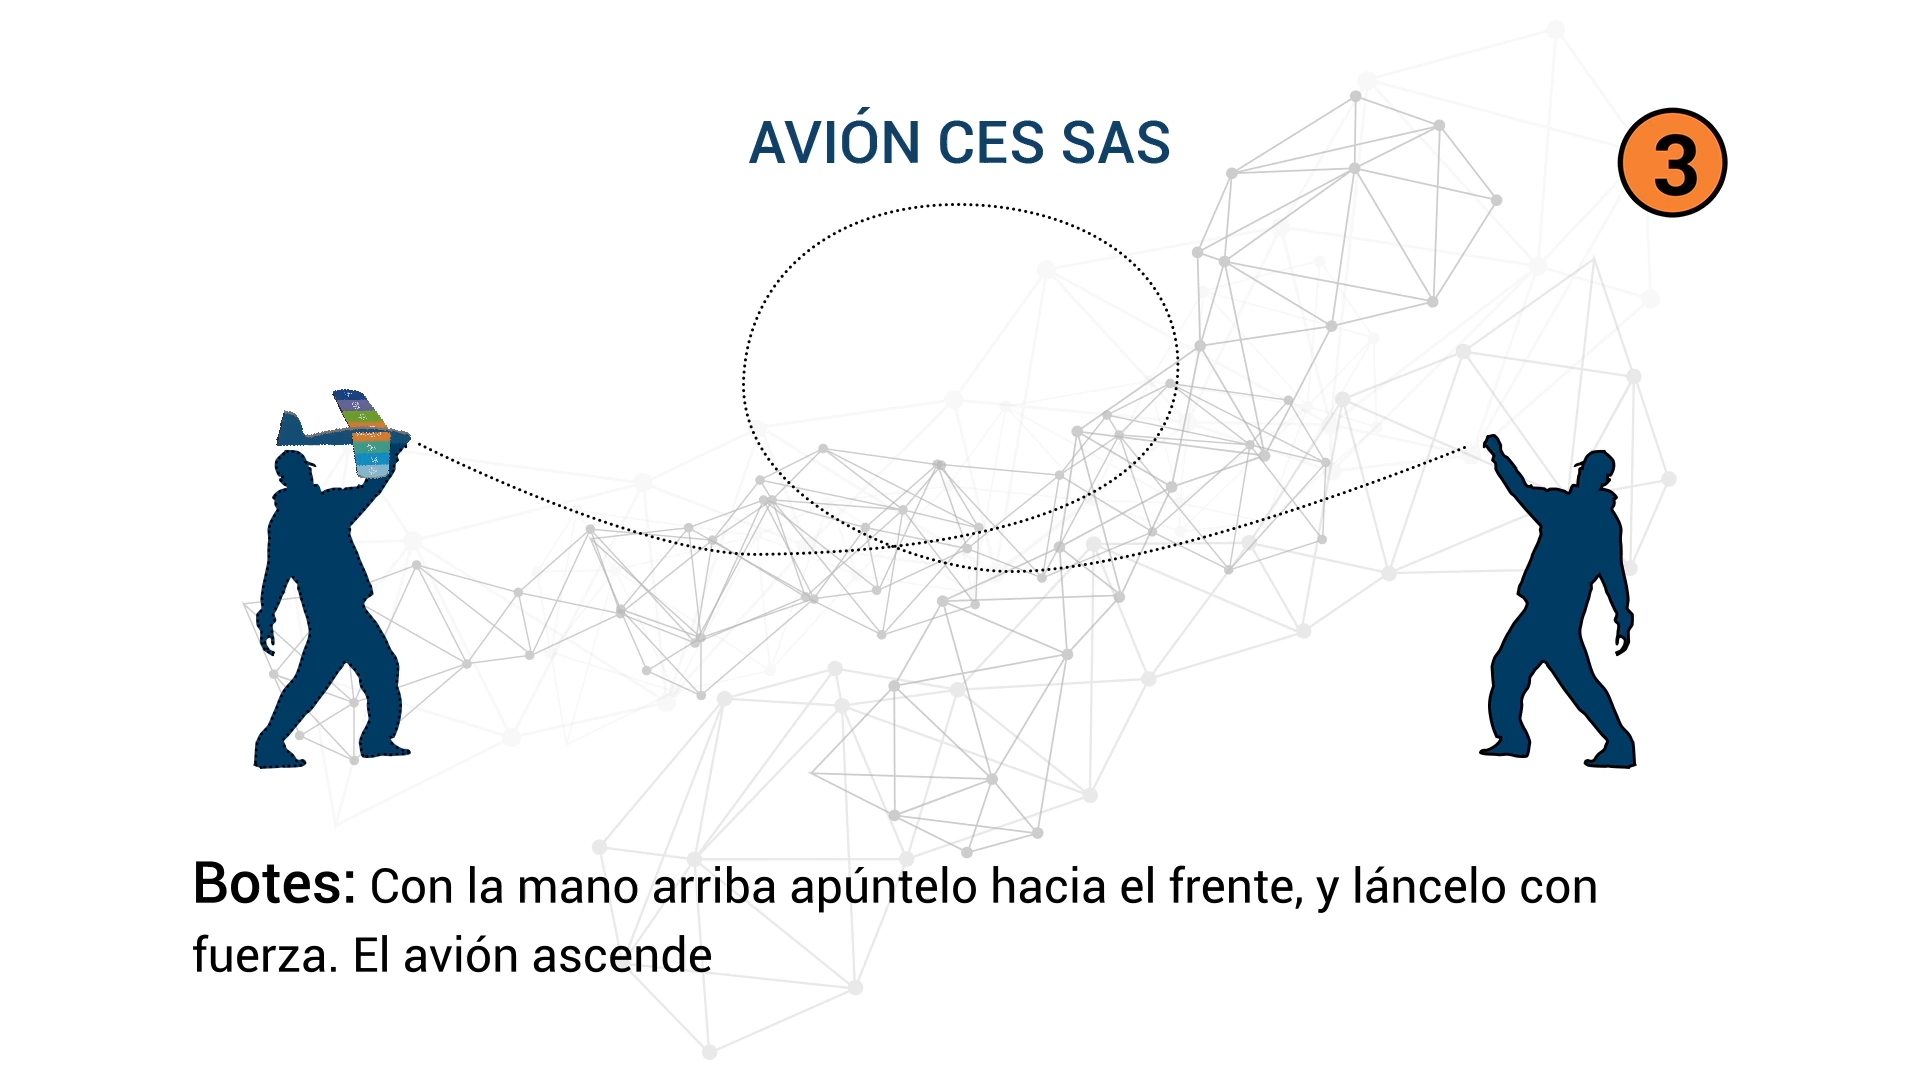 AVIÓN CES SAS
3
Botes: Con la mano arriba apúntelo hacia el frente, y láncelo con
fuerza. El avión ascende